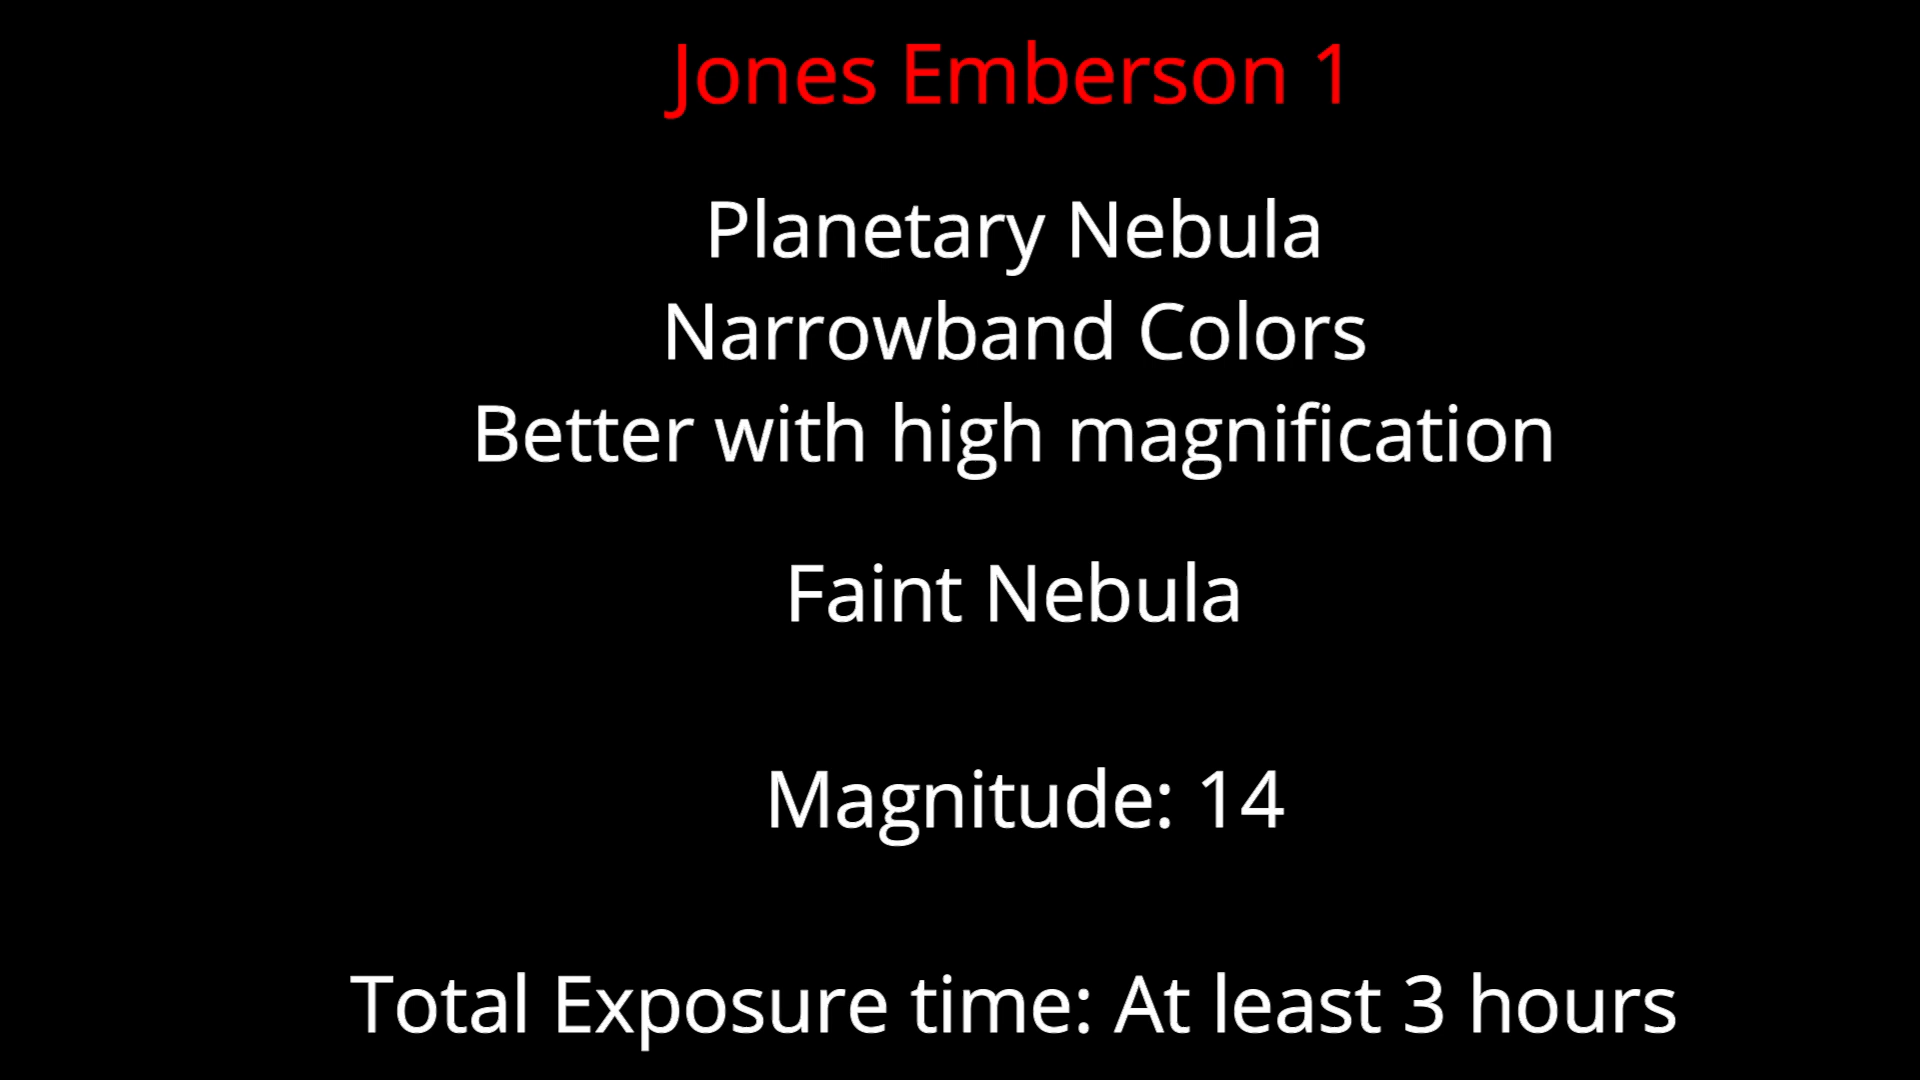 Jones Emberson 1
Planetary Nebula
Narrowband Colors
Better with high magnification
Faint Nebula
Magnitude: 14
Total Exposure time: At least 3 hours